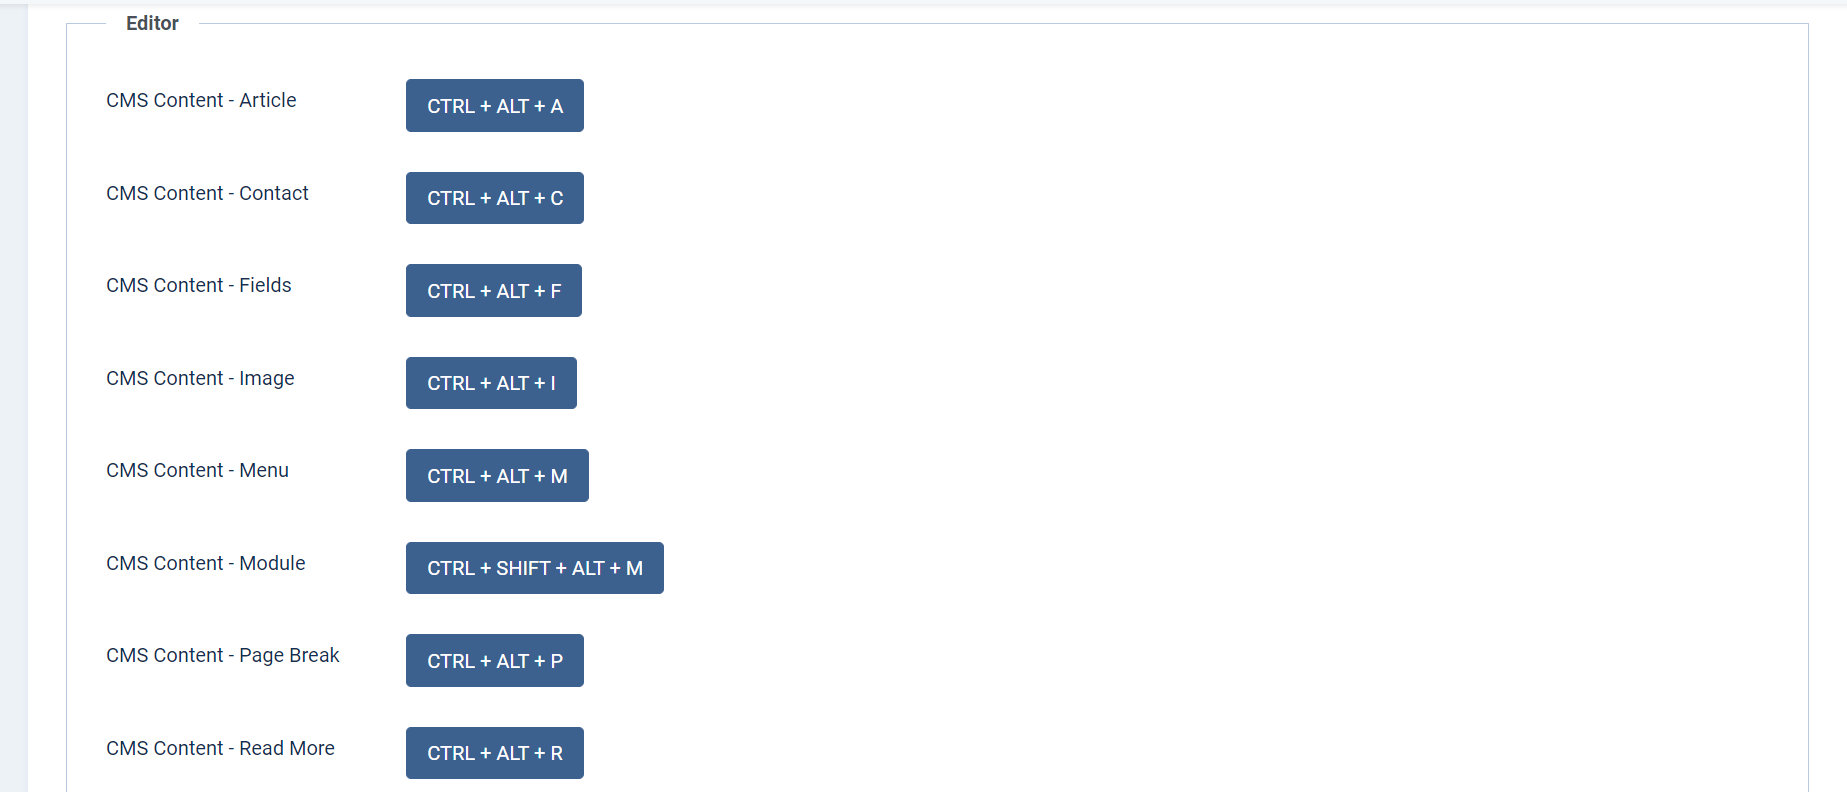 Editor
CMS Content - Article CTRL + ALT + A
CMS Content - Contact CTRL + ALT + C
CMS Content - Fields CTRL + ALT + F
CMS Content - Image CTRL + ALT + I
CMS Content - Menu CTRL + ALT + M
CMS Content - Module CTRL + SHIFT + ALT + M
CMS Content - Page Break CTRL + ALT + P
CMS Content - Read More CTRL + ALT + R